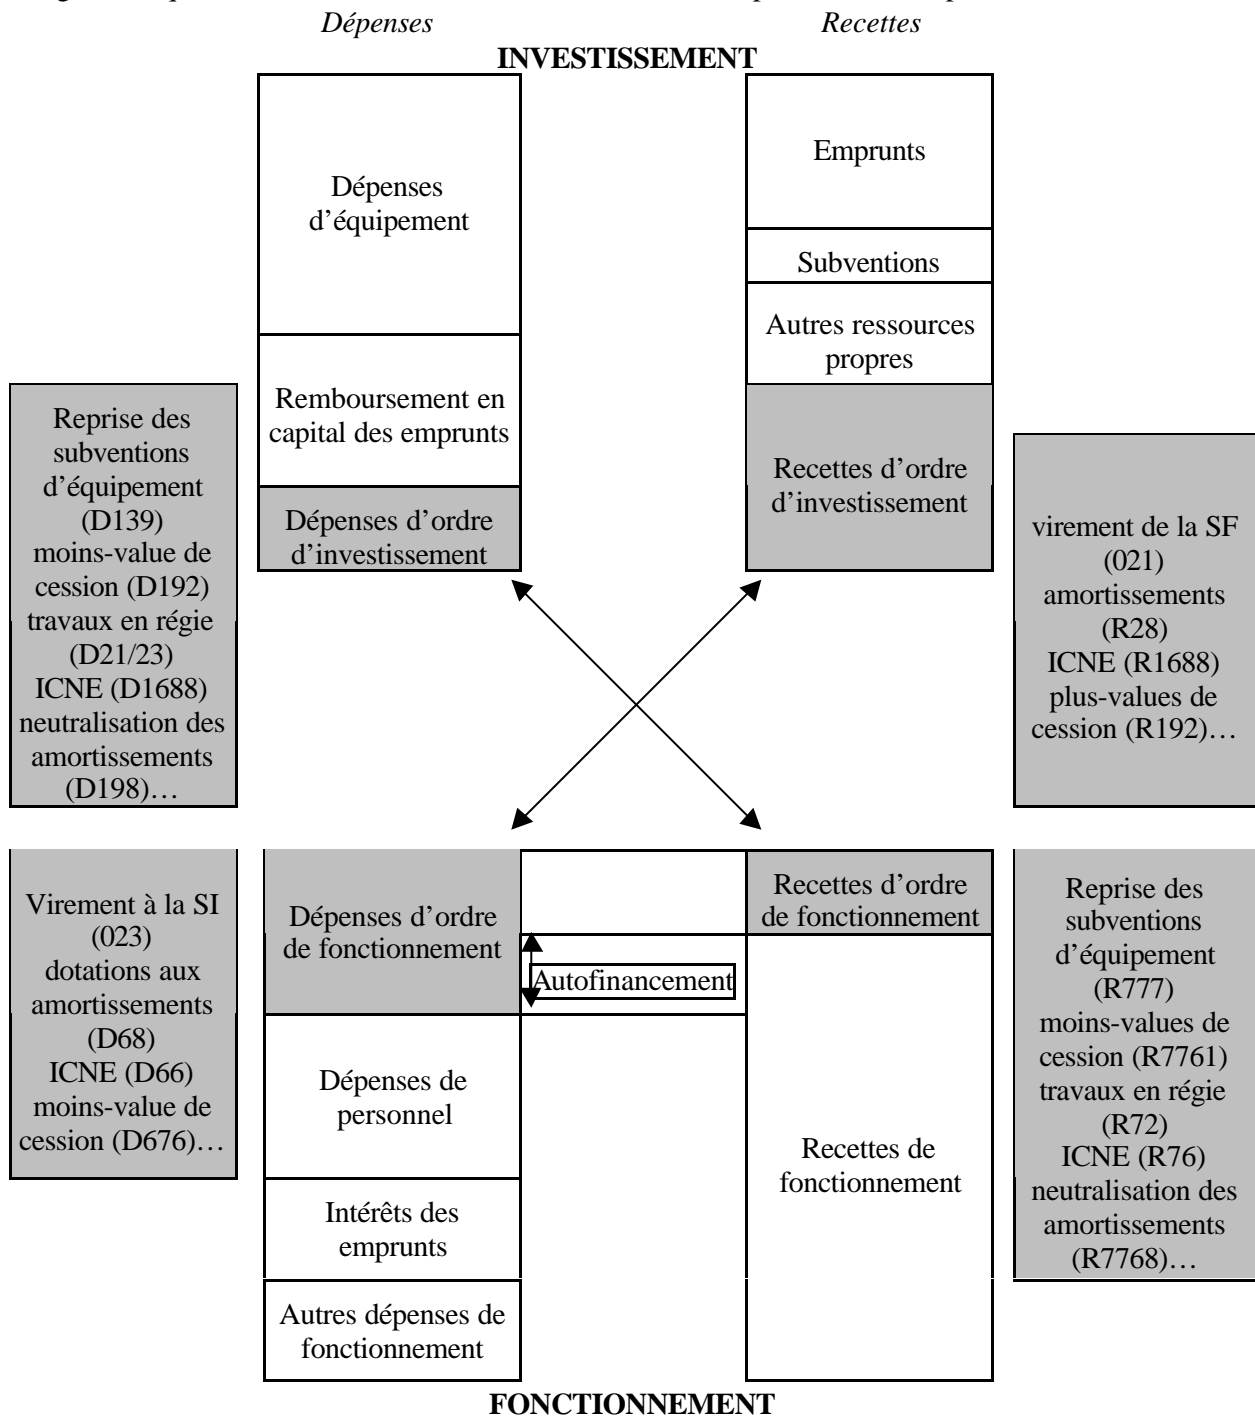 Dépenses
Recettes
INVESTISSEMENT
Dépenses
d’équipement
Remboursement en
capital des emprunts
Dépenses d’ordre
d’investissement
Emprunts
Subventions
Autres ressources
propres
Recettes d’ordre
d’investissement
Reprise des
subventions
d’équipement
(D139)
moins-value de
cession (D192)
travaux en régie
(D21/23)
ICNE (D1688)
neutralisation des
amortissements
(D198)…
virement de la SF
(021)
amortissements
(R28)
ICNE (R1688)
plus-values de
cession (R192)…
Virement à la SI
(023)
dotations aux
amortissements
(D68)
ICNE (D66)
moins-value de
cession (D676)…
Dépenses d’ordre
de fonctionnement
Autofinancement
Dépenses de
personnel
Intérêts des
emprunts
Autres dépenses de
fonctionnement
Recettes d’ordre
de fonctionnement
Recettes de
fonctionnement
Reprise des
subventions
d’équipement
(R777)
moins-values de
cession (R7761)
travaux en régie
(R72)
ICNE (R76)
neutralisation des
amortissements
(R7768)…
FONCTIONNEMENT